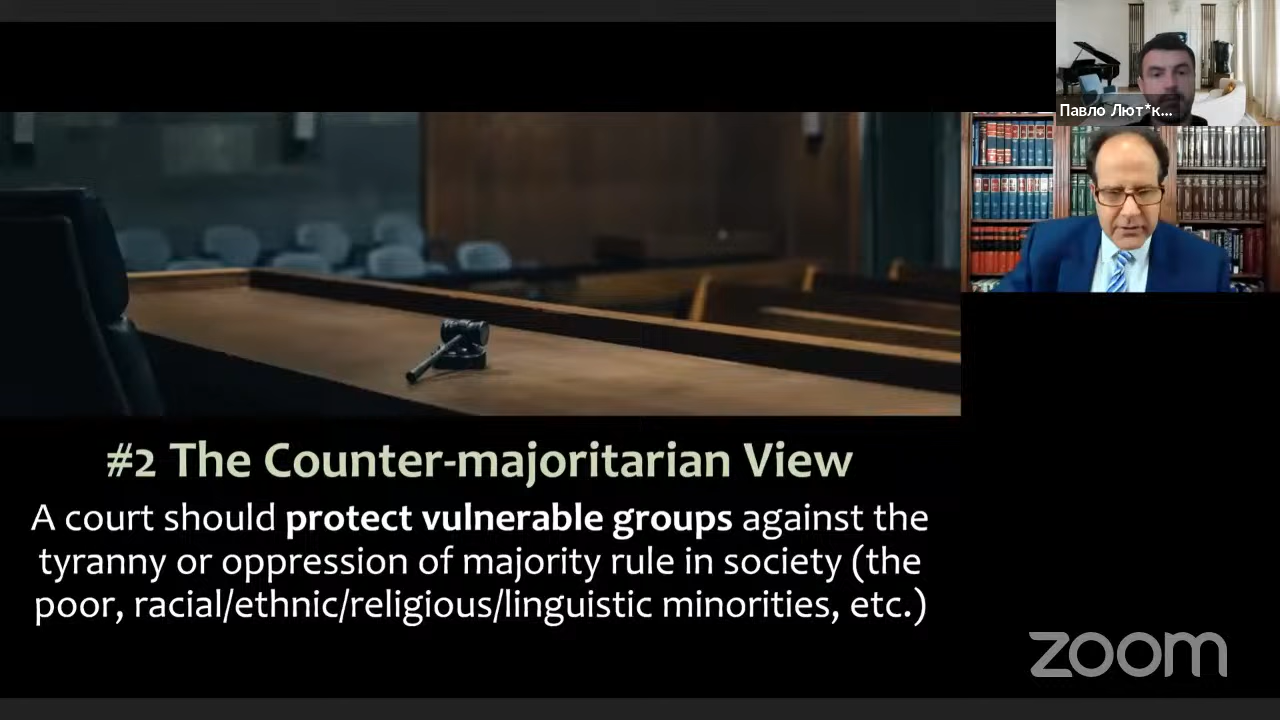 Павло Лют*к...
#2 The Counter-majoritarian View
A court should protect vulnerable groups against the
tyranny or oppression of majority rule in society (the
poor, racial/ethnic/religious/linguistic minorities, etc.)
zoom